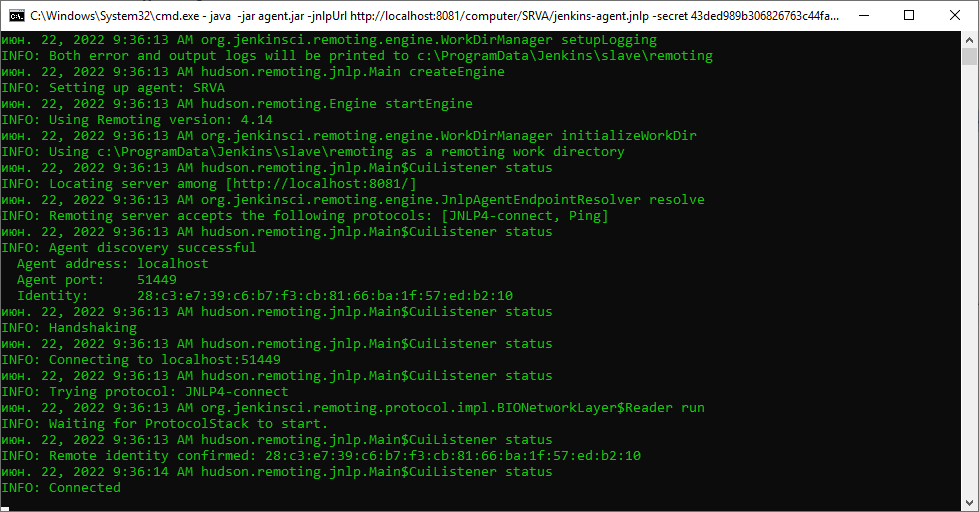 C:\Windows\System32\cmd.exe - java -jar agent.jar -jnlpUrl http://localhost:8081/computer/SRVA/jenkins-agent.jnlp -secret 43ded989b306826763c44fa...
июн. 22, 2022 9:36:13 AM org.jenkinsci.remoting.engine.WorkDirManager setupLogging
INFO: Both error and output logs will be printed to c:\ProgramData\Jenkins\slave\remoting
июн. 22, 2022 9:36:13 AM hudson.remoting.jnlp.Main createEngine
INFO: Setting up agent: SRVA
июн. 22, 2022 9:36:13 AM hudson.remoting.Engine startEngine
INFO: Using Remoting version: 4.14
июн. 22, 2022 9:36:13 AM org.jenkinsci.remoting.engine.WorkDirManager initializeWorkDir
INFO: Using c:\ProgramData\Jenkins\slave\remoting as a remoting work directory
июн. 22, 2022 9:36:13 AM hudson.remoting.jnlp.Main$CuiListener status
INFO: Locating server among [http://localhost:8081/]
июн. 22, 2022 9:36:13 AM org.jenkinsci.remoting.engine.JnlpAgentEndpointResolver resolve
INFO: Remoting server accepts the following protocols: [JNLP4-connect, Ping]
июн. 22, 2022 9:36:13 AM hudson.remoting.jnlp.Main$CuiListener status
INFO: Agent discovery successful
  Agent address: localhost
  Agent port:    51449
  Identity:      28:c3:e7:39:c6:b7:f3:cb:81:66:ba:1f:57:ed:b2:10
июн. 22, 2022 9:36:13 AM hudson.remoting.jnlp.Main$CuiListener status
INFO: Handshaking
июн. 22, 2022 9:36:13 AM hudson.remoting.jnlp.Main$CuiListener status
INFO: Connecting to localhost:51449
июн. 22, 2022 9:36:13 AM hudson.remoting.jnlp.Main$CuiListener status
INFO: Trying protocol: JNLP4-connect
июн. 22, 2022 9:36:13 AM org.jenkinsci.remoting.protocol.impl.BIONetworkLayer$Reader run
INFO: Waiting for ProtocolStack to start.
июн. 22, 2022 9:36:13 AM hudson.remoting.jnlp.Main$CuiListener status
INFO: Remote identity confirmed: 28:c3:e7:39:c6:b7:f3:cb:81:66:ba:1f:57:ed:b2:10
июн. 22, 2022 9:36:14 AM hudson.remoting.jnlp.Main$CuiListener status
INFO: Connected